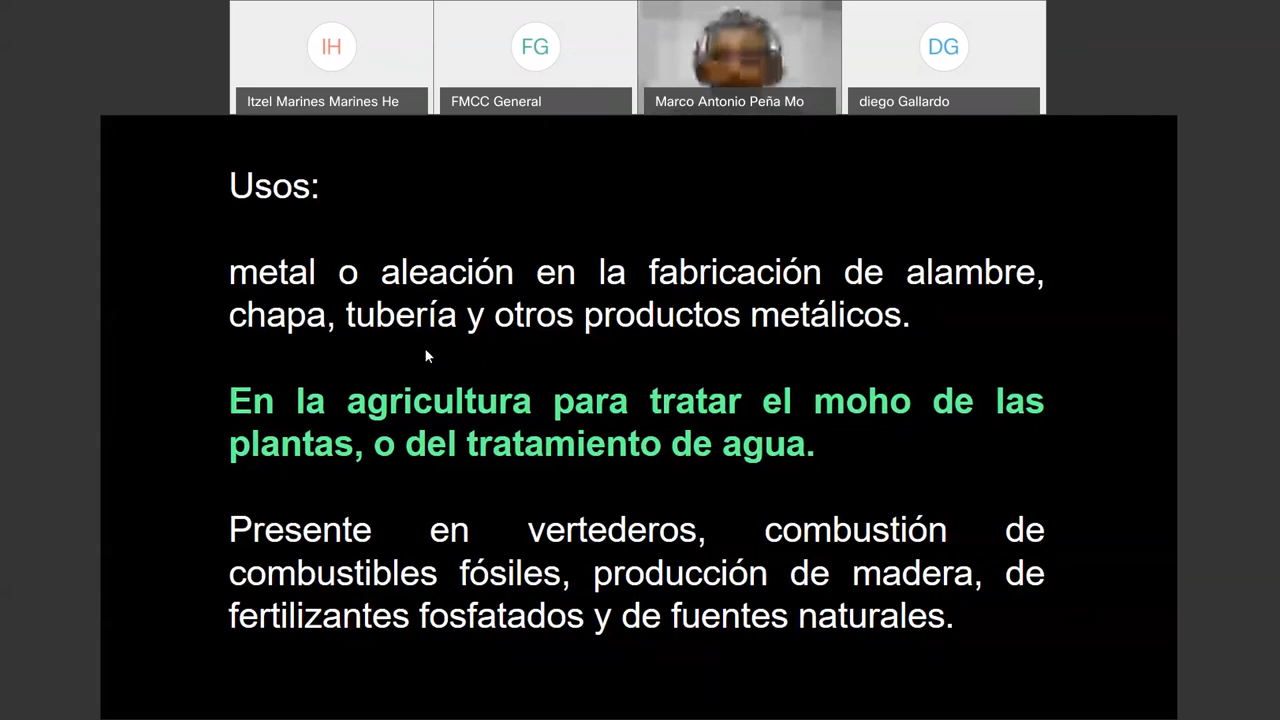 IH
FG
DG
Itzel Marines Marines He
FMCC General
Marco Antonio Peña Mo
diego Gallardo
Usos:
metal o aleación en la fabricación de alambre,
chapa, tubería y otros productos metálicos.
En la agricultura para tratar el moho de las
plantas, o del tratamiento de agua.
Presente en vertederos, combustión de
combustibles fósiles, producción de madera, de
fertilizantes fosfatados y de fuentes naturales.